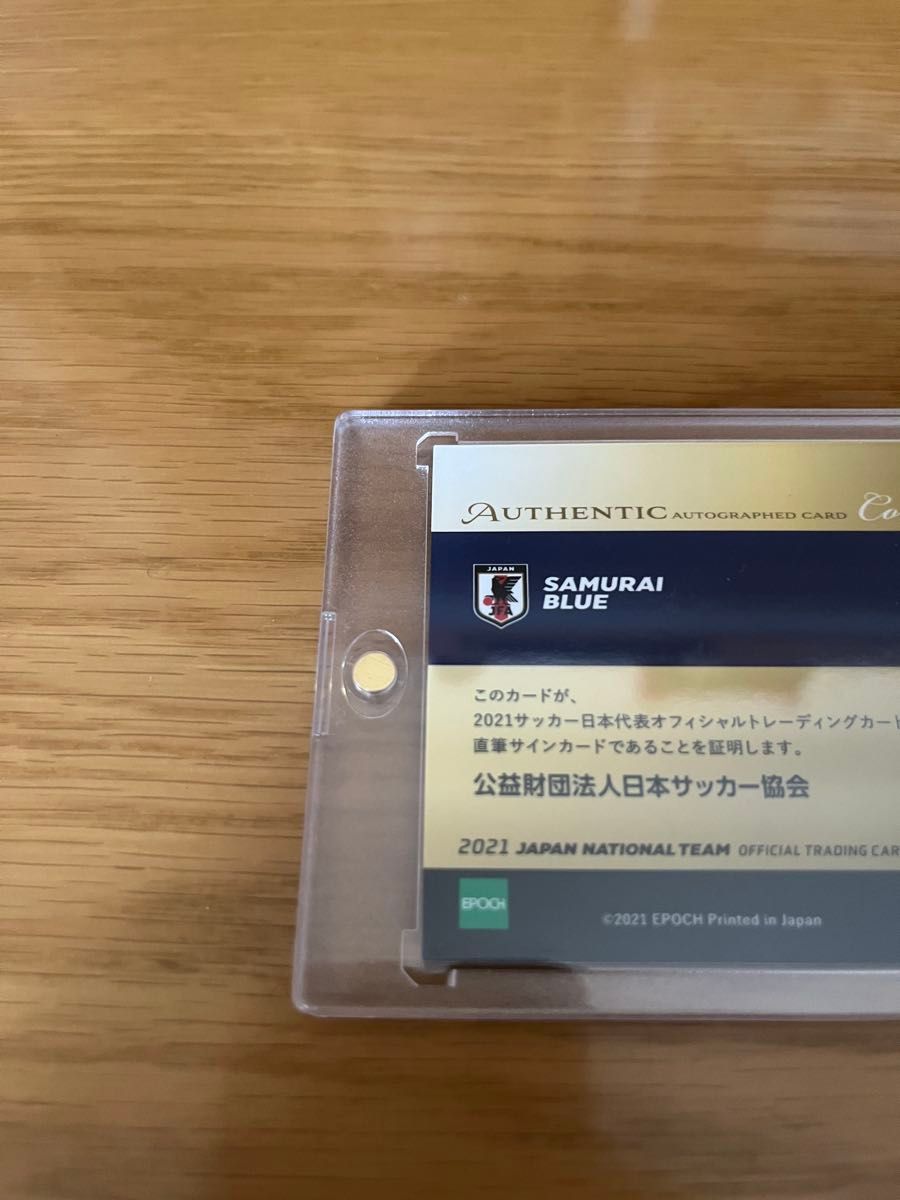 AUTHENTIC AUTOGRAPHED CARD Co
JAPAN
JFA
SAMURAI
BLUE
このカードが、
2021サッカー日本代表オフィシャルトレーディングカード
直筆サインカードであることを証明します。
公益財団法人日本サッカー協会
2021 JAPAN NATIONAL TEAM OFFICIAL TRADING CAR
EPOCH
©2021 EPOCH Printed in Japan